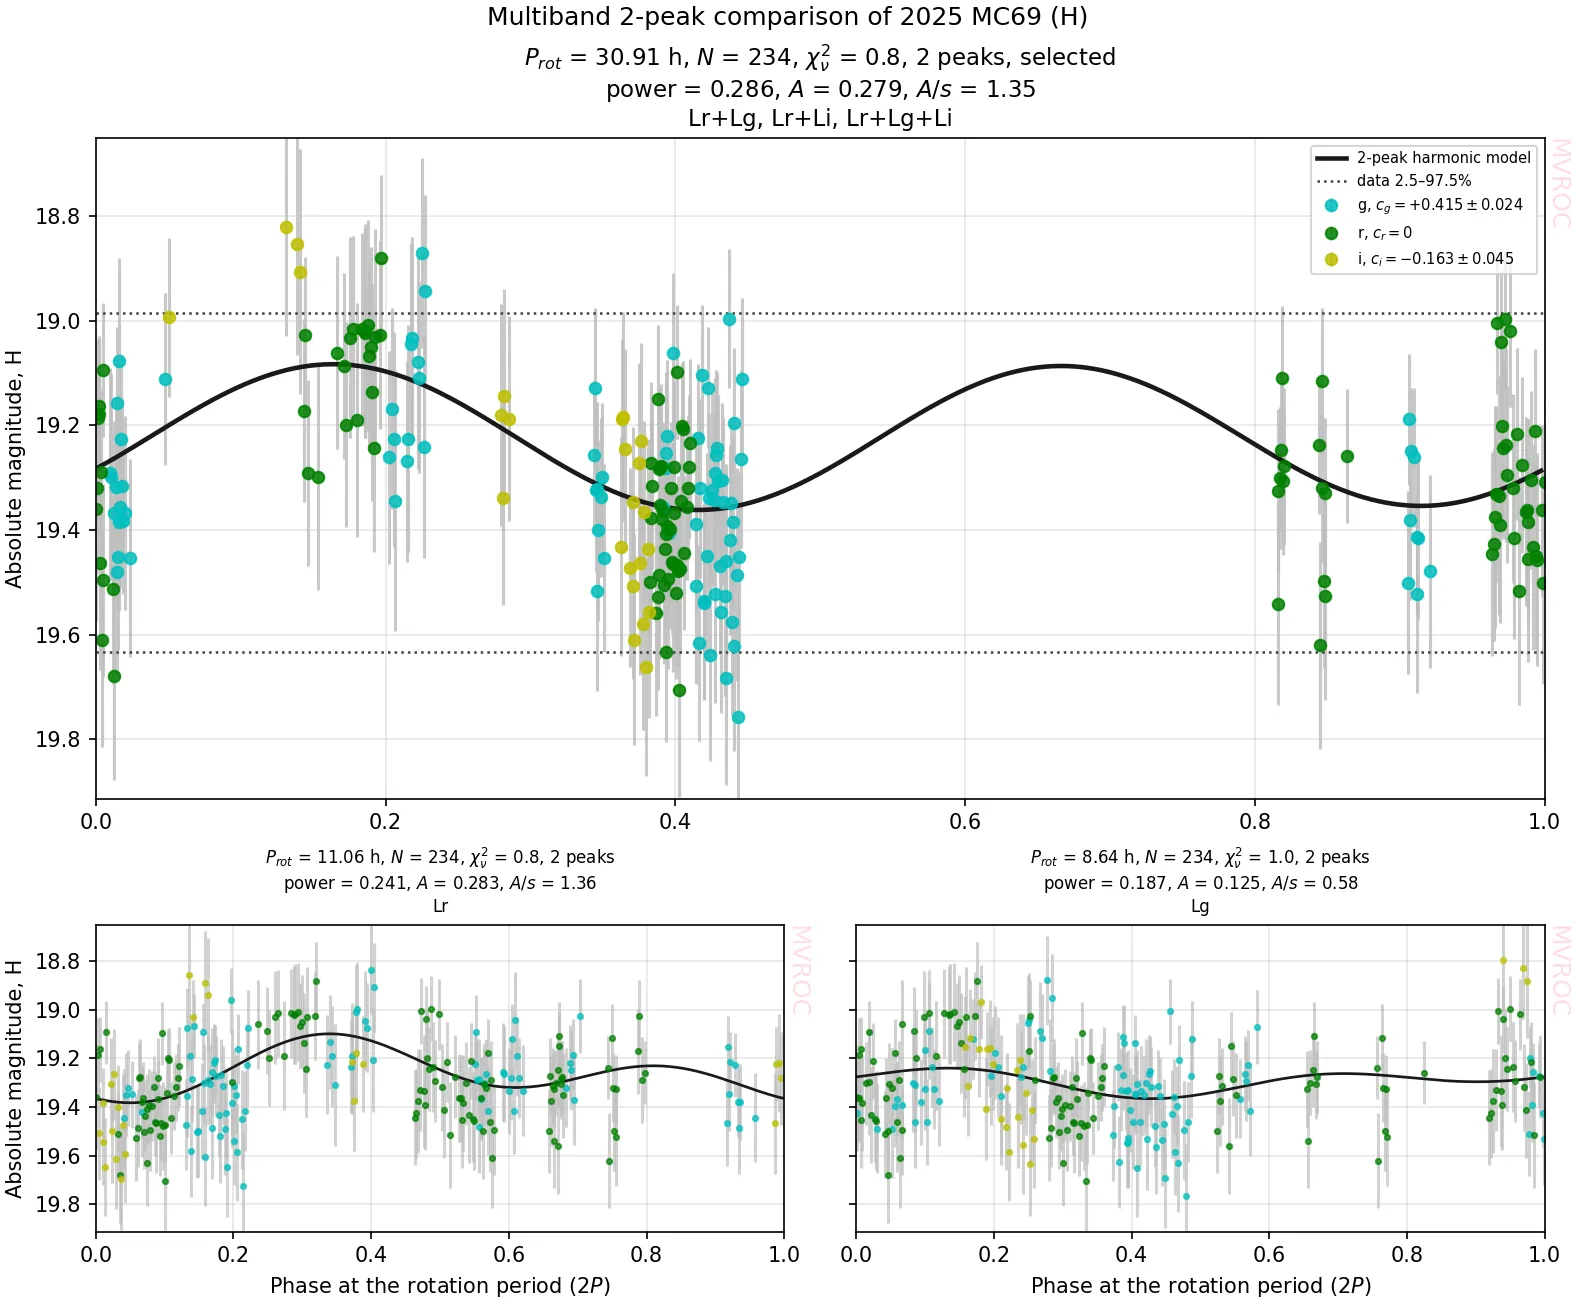 Multiband 2-peak comparison of 2025 MC69 (H)
P_rot = 30.91 h, N = 234, χ²_ν = 0.8, 2 peaks, selected
power = 0.286, A = 0.279, A/s = 1.35
Lr+Lg, Lr+Li, Lr+Lg+Li
2-peak harmonic model
data 2.5–97.5%
g, c_g = +0.415 ± 0.024
r, c_r = 0
i, c_i = −0.163 ± 0.045
MVROC
Absolute magnitude, H
18.8
19.0
19.2
19.4
19.6
19.8
0.0 0.2 0.4 0.6 0.8 1.0
P_rot = 11.06 h, N = 234, χ²_ν = 0.8, 2 peaks
power = 0.241, A = 0.283, A/s = 1.36
Lr
MVROC
Absolute magnitude, H
18.8
19.0
19.2
19.4
19.6
19.8
0.0 0.2 0.4 0.6 0.8 1.0
Phase at the rotation period (2P)
P_rot = 8.64 h, N = 234, χ²_ν = 1.0, 2 peaks
power = 0.187, A = 0.125, A/s = 0.58
Lg
MVROC
0.0 0.2 0.4 0.6 0.8 1.0
Phase at the rotation period (2P)